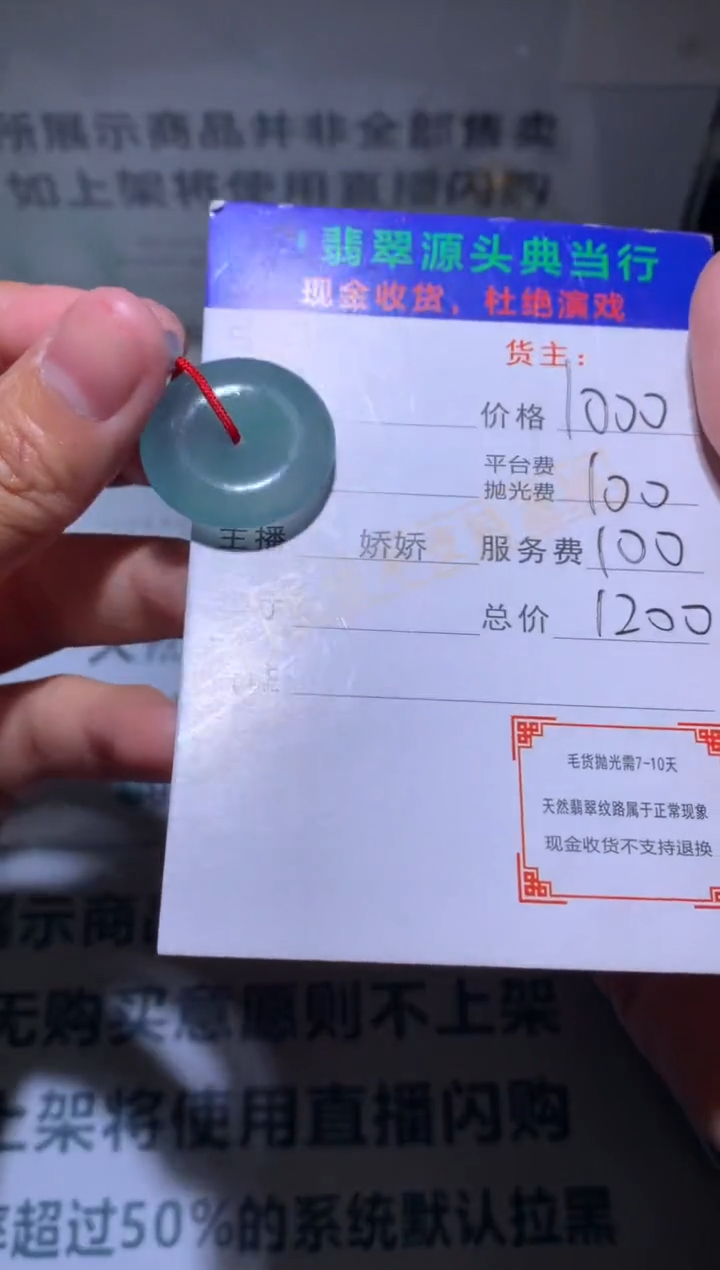 所展示商品并非全部售卖
如上架将使用直播闪购
翡翠源头典当行
现金收货，杜绝演戏
货主：
价格 1000
平台费
抛光费 100
主播 娇娇 服务费 100
总价 1200
毛货抛光需7-10天
天然翡翠纹路属于正常现象
现金收货不支持退换
示商
无购买意愿则不上架
上架将使用直播闪购
率超过50%的系统默认拉黑